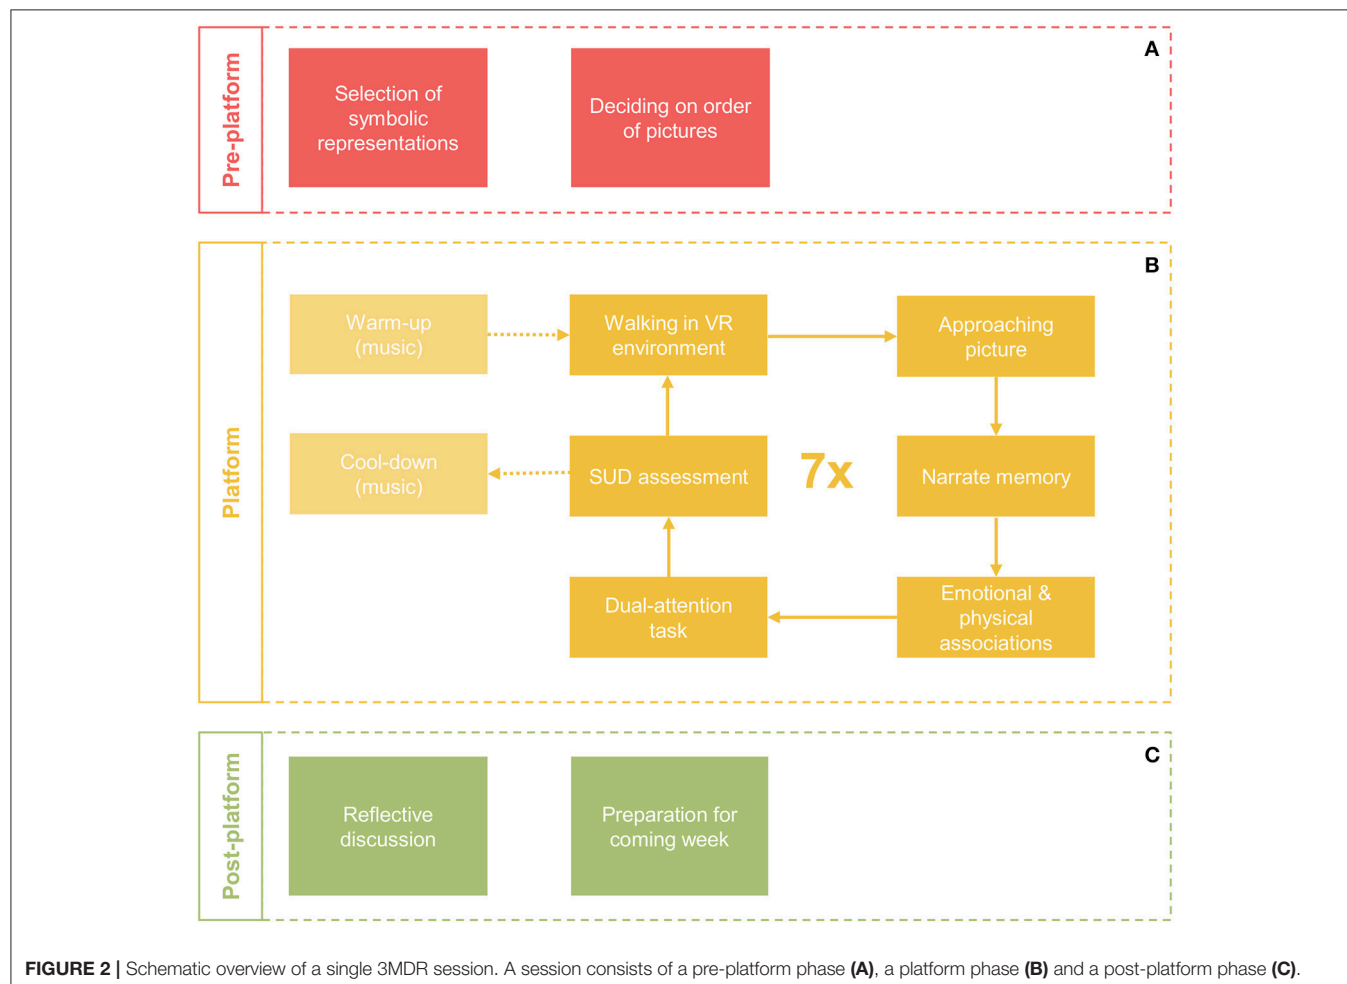 Pre-platform
A
Selection of
symbolic
representations
Deciding on order
of pictures
Platform
B
Warm-up
(music)
Walking in VR
environment
Approaching
picture
Cool-down
(music)
SUD assessment
7x
Narrate memory
Dual-attention
task
Emotional &
physical
associations
Post-platform
C
Reflective
discussion
Preparation for
coming week
FIGURE 2 | Schematic overview of a single 3MDR session. A session consists of a pre-platform phase (A), a platform phase (B) and a post-platform phase (C).